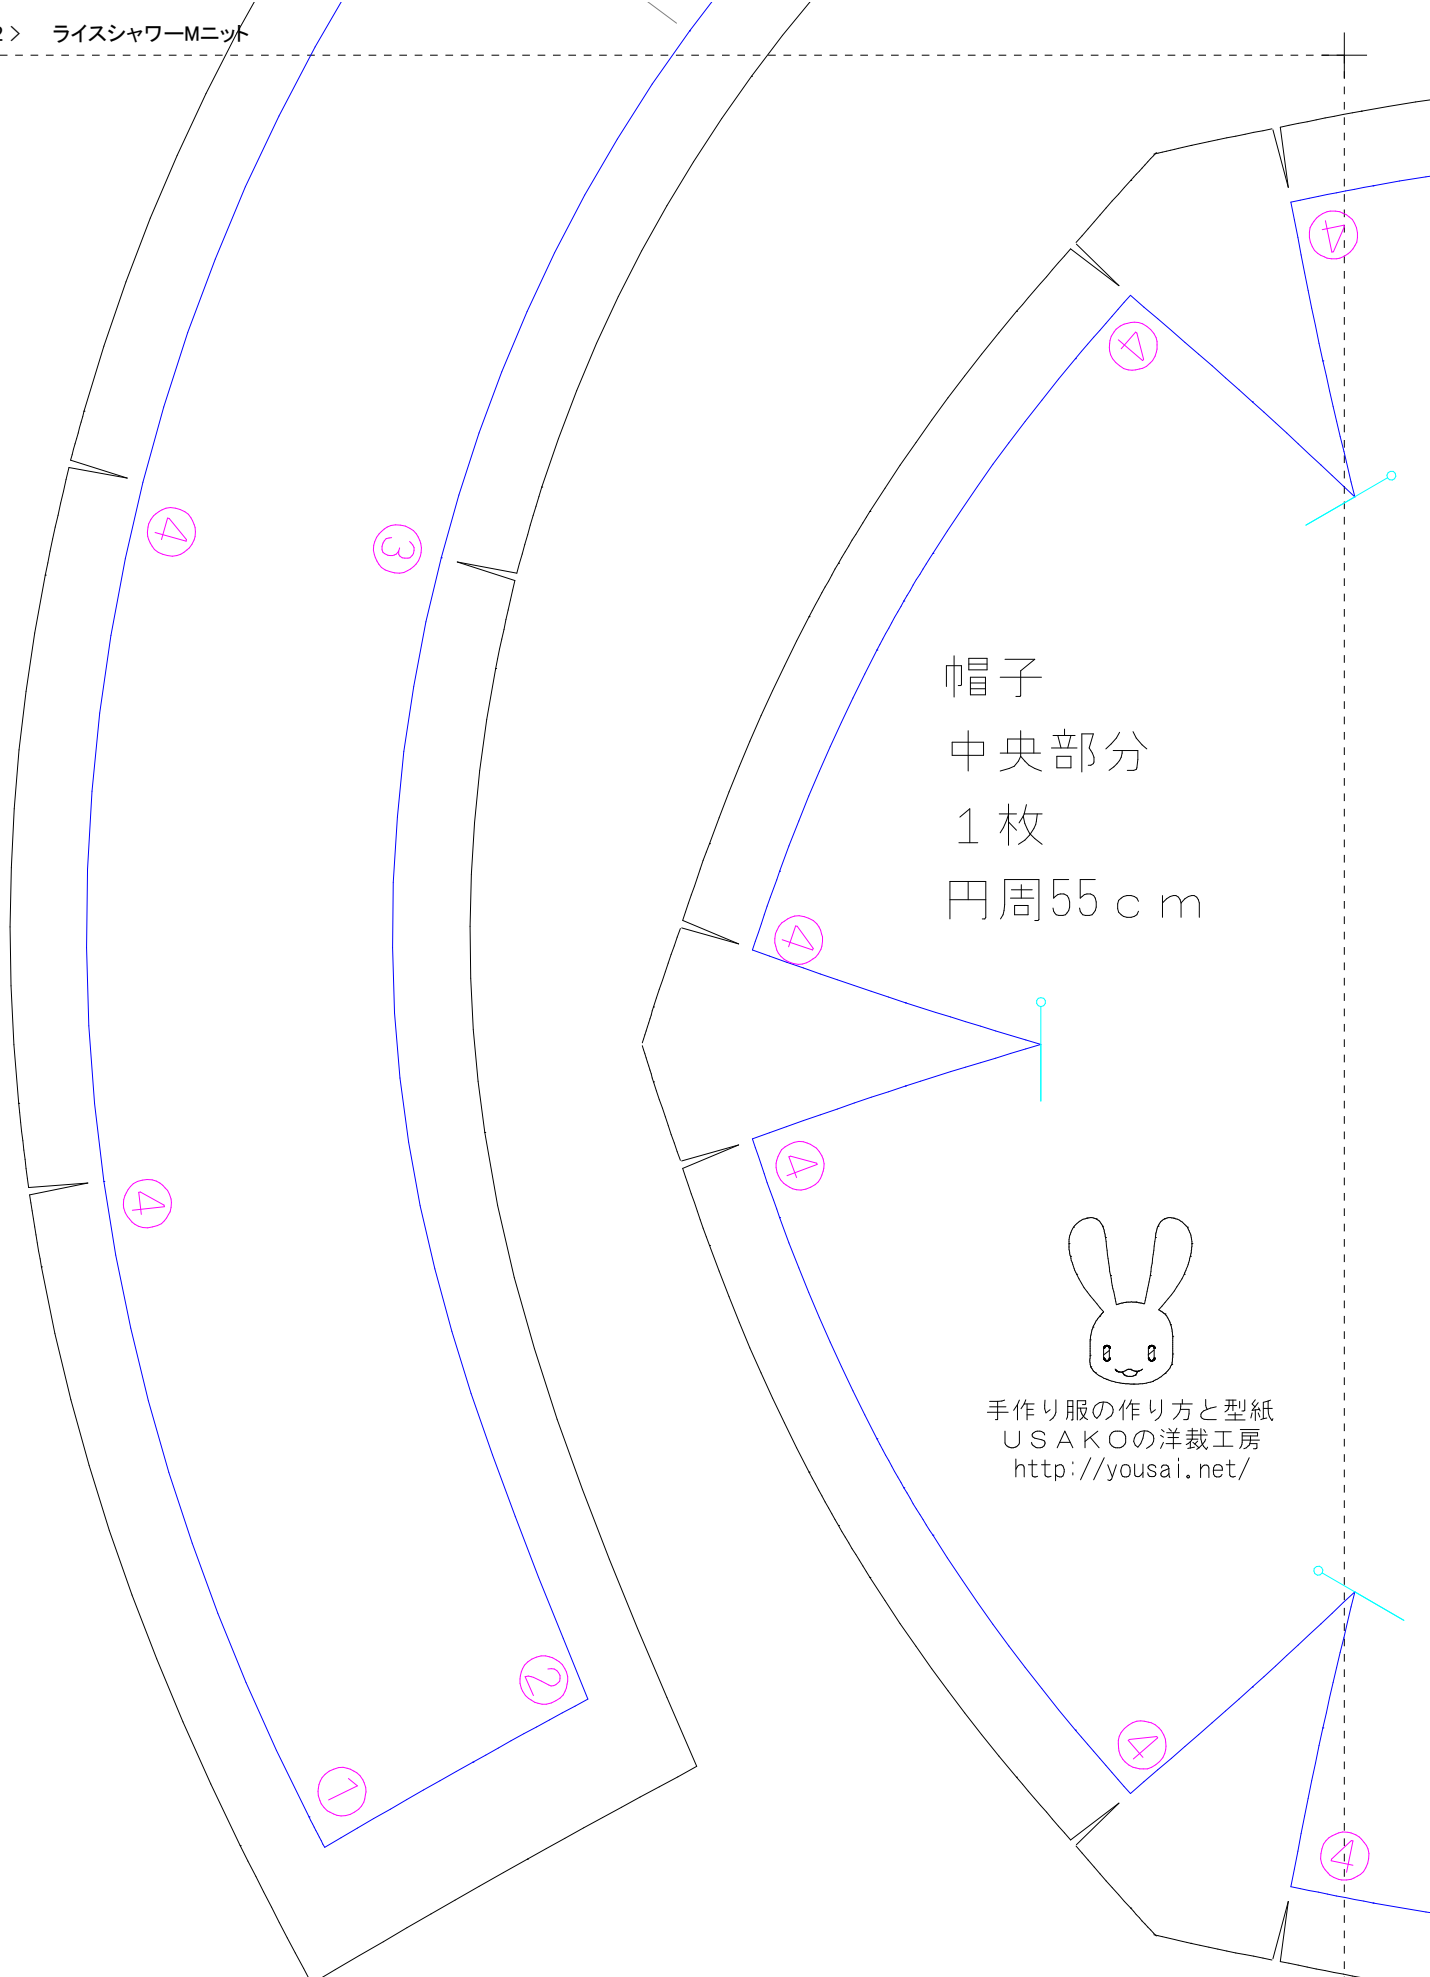 2＞　ライスシャワーMニット
④
④
④
③
帽子
中央部分
１枚
円周55ｃｍ
④
④
④
手作り服の作り方と型紙
ＵＳＡＫＯの洋裁工房
http://yousai.net/
②
④
①
④